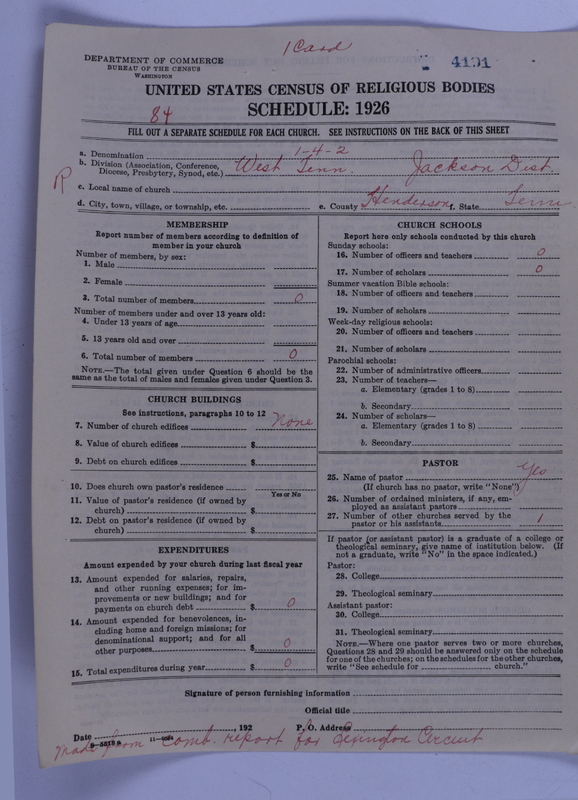 1 Card
DEPARTMENT OF COMMERCE
BUREAU OF THE CENSUS
WASHINGTON
4191
UNITED STATES CENSUS OF RELIGIOUS BODIES
84
SCHEDULE: 1926
FILL OUT A SEPARATE SCHEDULE FOR EACH CHURCH. SEE INSTRUCTIONS ON THE BACK OF THIS SHEET
a. Denomination 1-4-2
b. Division (Association, Conference, Diocese, Presbytery, Synod, etc.) West Tenn. Jackson Dist.
R
c. Local name of church
d. City, town, village, or township, etc. e. County Henderson f. State Tenn
MEMBERSHIP
Report number of members according to definition of
member in your church
Number of members, by sex:
1. Male
2. Female
3. Total number of members 0
Number of members under and over 13 years old:
4. Under 13 years of age
5. 13 years old and over
6. Total number of members 0
NOTE.—The total given under Question 6 should be the
same as the total of males and females given under Question 3.
CHURCH BUILDINGS
See instructions, paragraphs 10 to 12
7. Number of church edifices None
8. Value of church edifices $
9. Debt on church edifices $
10. Does church own pastor's residence
Yes or No
11. Value of pastor's residence (if owned by
church) $
12. Debt on pastor's residence (if owned by
church) $
EXPENDITURES
Amount expended by your church during last fiscal year
13. Amount expended for salaries, repairs,
and other running expenses; for im-
provements or new buildings; and for
payments on church debt $ 0
14. Amount expended for benevolences, in-
cluding home and foreign missions; for
denominational support; and for all
other purposes $ 0
15. Total expenditures during year $ 0
CHURCH SCHOOLS
Report here only schools conducted by this church
Sunday schools:
16. Number of officers and teachers 0
17. Number of scholars 0
Summer vacation Bible schools:
18. Number of officers and teachers
19. Number of scholars
Week-day religious schools:
20. Number of officers and teachers
21. Number of scholars
Parochial schools:
22. Number of administrative officers
23. Number of teachers—
a. Elementary (grades 1 to 8)
b. Secondary
24. Number of scholars—
a. Elementary (grades 1 to 8)
b. Secondary
PASTOR
25. Name of pastor Yes
(If church has no pastor, write "None")
26. Number of ordained ministers, if any, em-
ployed as assistant pastors
27. Number of other churches served by the
pastor or his assistants 1
If pastor (or assistant pastor) is a graduate of a college or
theological seminary, give name of institution below. (If
not a graduate, write "No" in the space indicated.)
Pastor:
28. College
29. Theological seminary
Assistant pastor:
30. College
31. Theological seminary
NOTE.—Where one pastor serves two or more churches,
Questions 28 and 29 should be answered only on the schedule
for one of the churches; on the schedules for the other churches,
write "See schedule for church."
Signature of person furnishing information
Official title
Date , 192 P. O. Address
Made from comb. report for Lexington Circuit